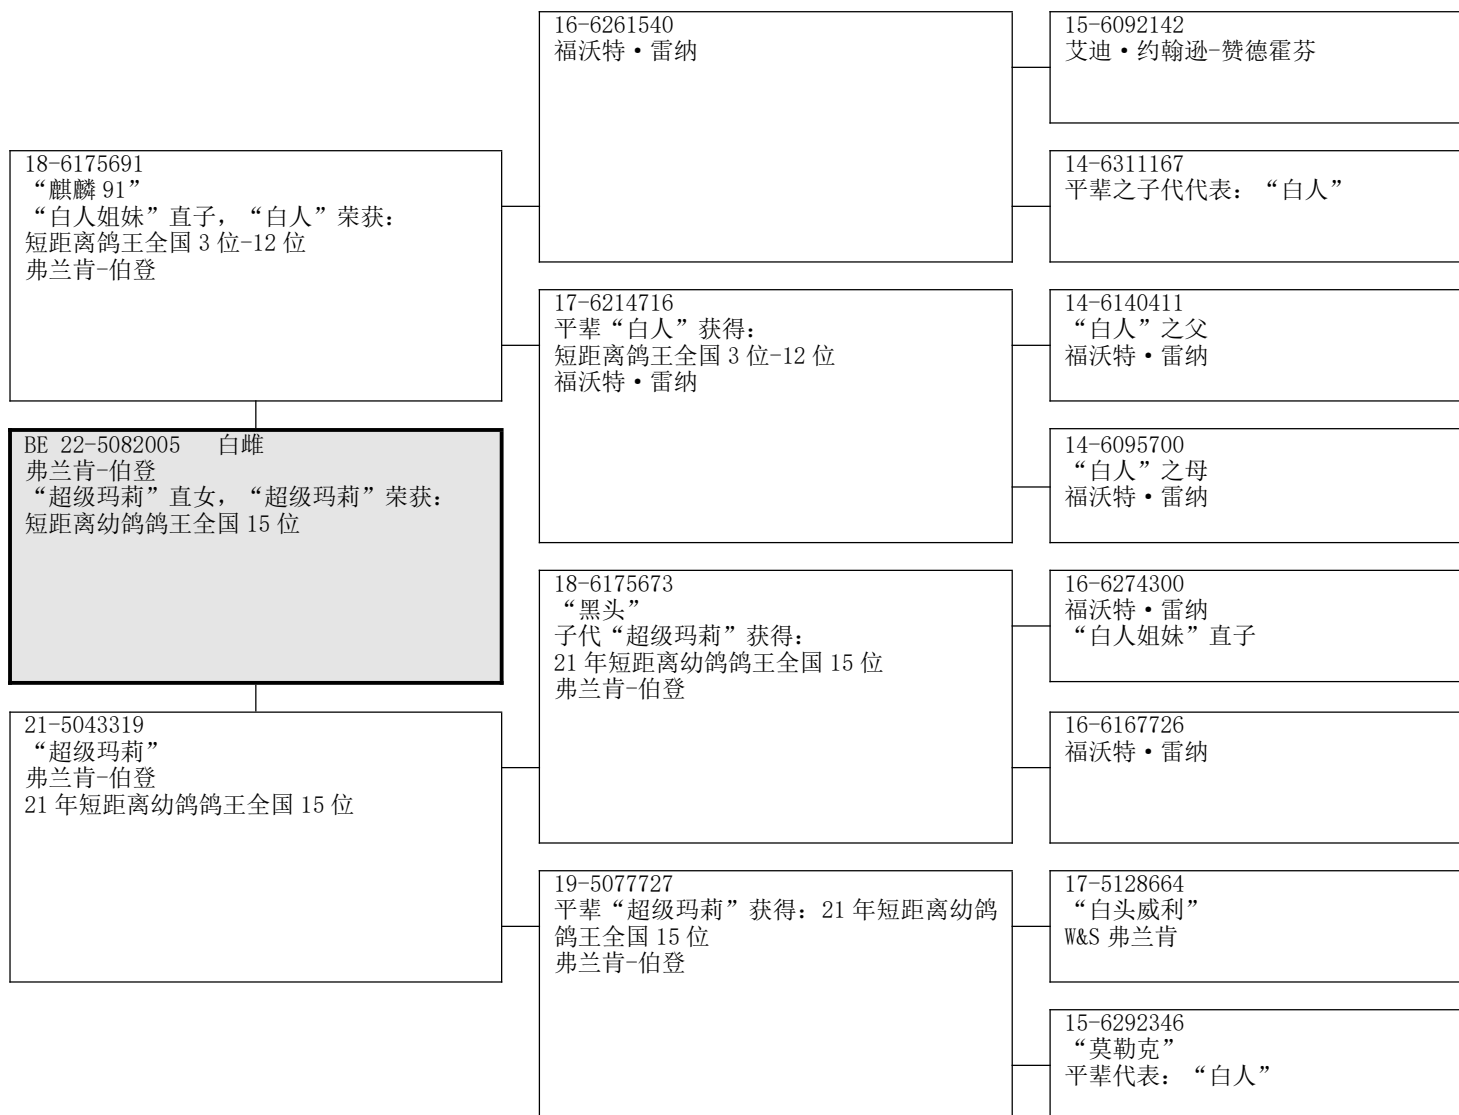 16-6261540
福沃特·雷纳
15-6092142
艾迪·约翰逊-赞德霍芬
18-6175691
“麒麟 91”
“白人姐妹”直子，“白人”荣获：
短距离鸽王全国 3 位-12 位
弗兰肯-伯登
14-6311167
平辈之子代代表：“白人”
17-6214716
平辈“白人”获得：
短距离鸽王全国 3 位-12 位
福沃特·雷纳
14-6140411
“白人”之父
福沃特·雷纳
BE 22-5082005 白雌
弗兰肯-伯登
“超级玛莉”直女，“超级玛莉”荣获：
短距离幼鸽鸽王全国 15 位
14-6095700
“白人”之母
福沃特·雷纳
18-6175673
“黑头”
子代“超级玛莉”获得：
21 年短距离幼鸽鸽王全国 15 位
弗兰肯-伯登
16-6274300
福沃特·雷纳
“白人姐妹”直子
21-5043319
“超级玛莉”
弗兰肯-伯登
21 年短距离幼鸽鸽王全国 15 位
16-6167726
福沃特·雷纳
19-5077727
平辈“超级玛莉”获得：21 年短距离幼鸽
鸽王全国 15 位
弗兰肯-伯登
17-5128664
“白头威利”
W&S 弗兰肯
15-6292346
“莫勒克”
平辈代表：“白人”